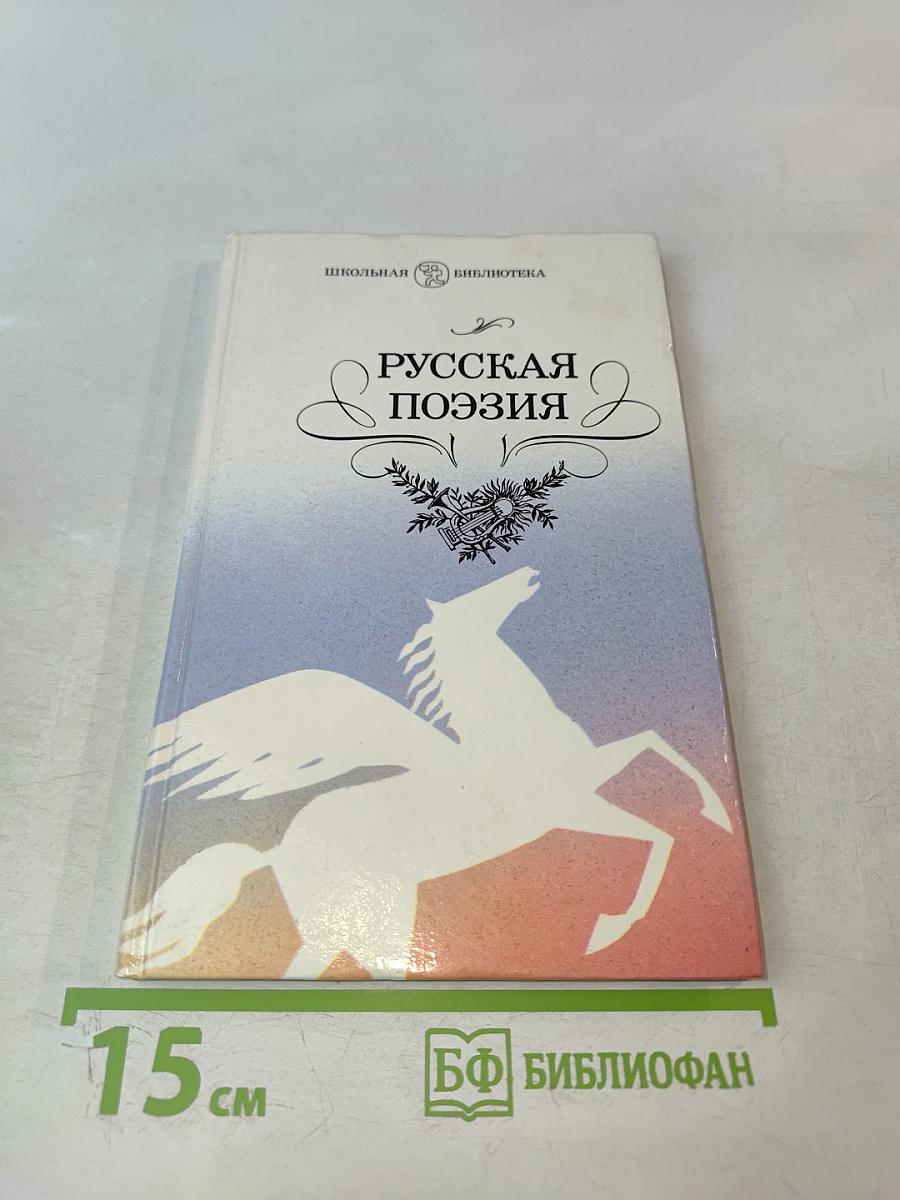 ШКОЛЬНАЯ БИБЛИОТЕКА
РУССКАЯ
ПОЭЗИЯ
15 см
БФ БИБЛИОФАН